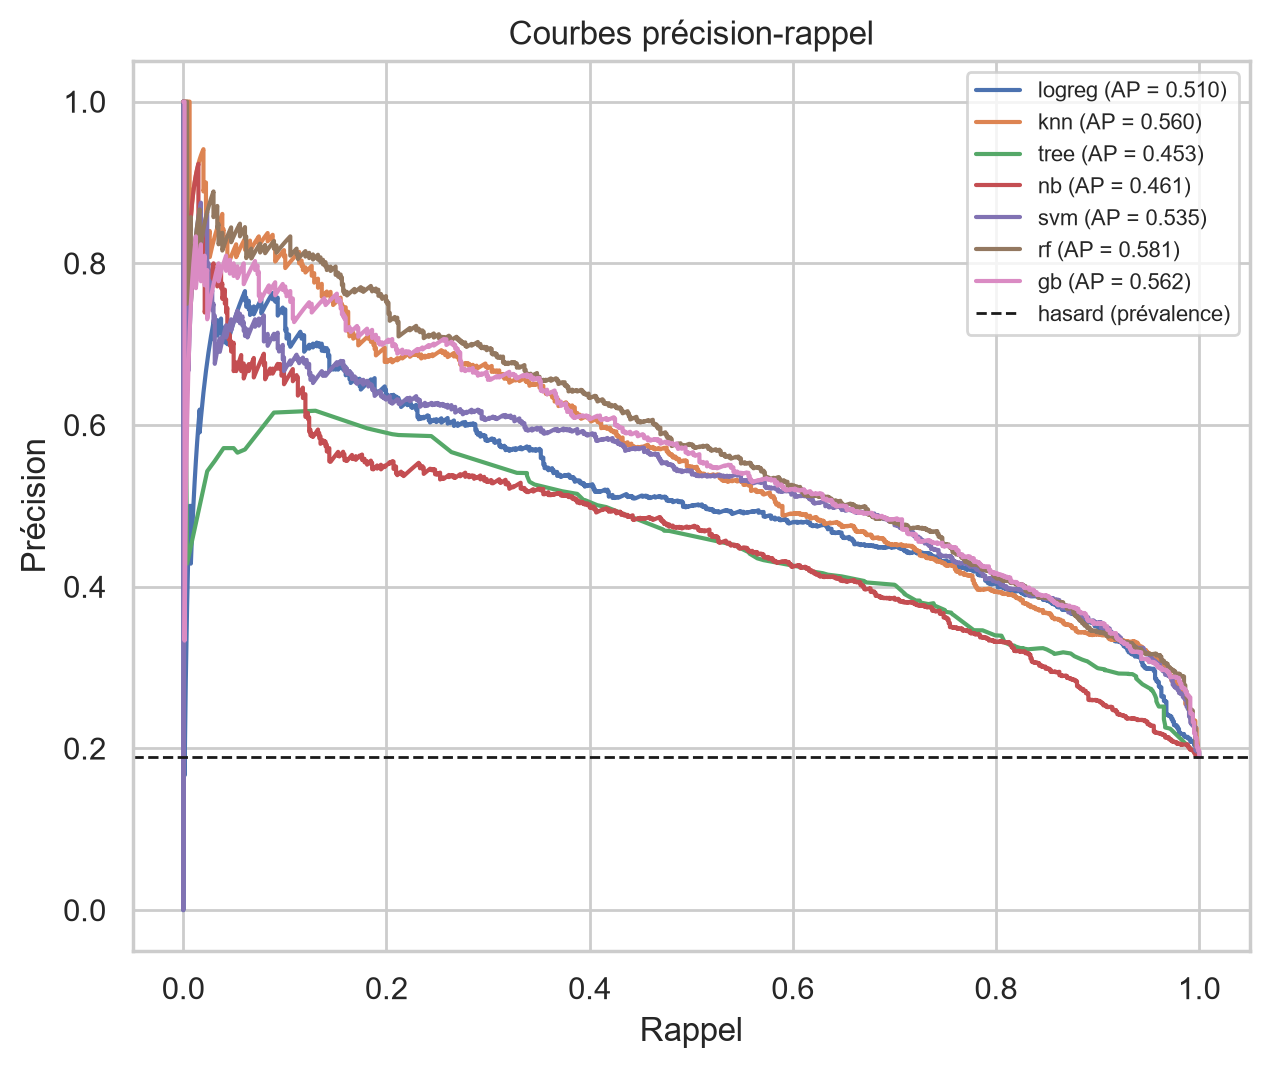 Courbes précision-rappel
logreg (AP = 0.510)
knn (AP = 0.560)
tree (AP = 0.453)
nb (AP = 0.461)
svm (AP = 0.535)
rf (AP = 0.581)
gb (AP = 0.562)
hasard (prévalence)
Précision
1.0
0.8
0.6
0.4
0.2
0.0
0.0 0.2 0.4 0.6 0.8 1.0
Rappel